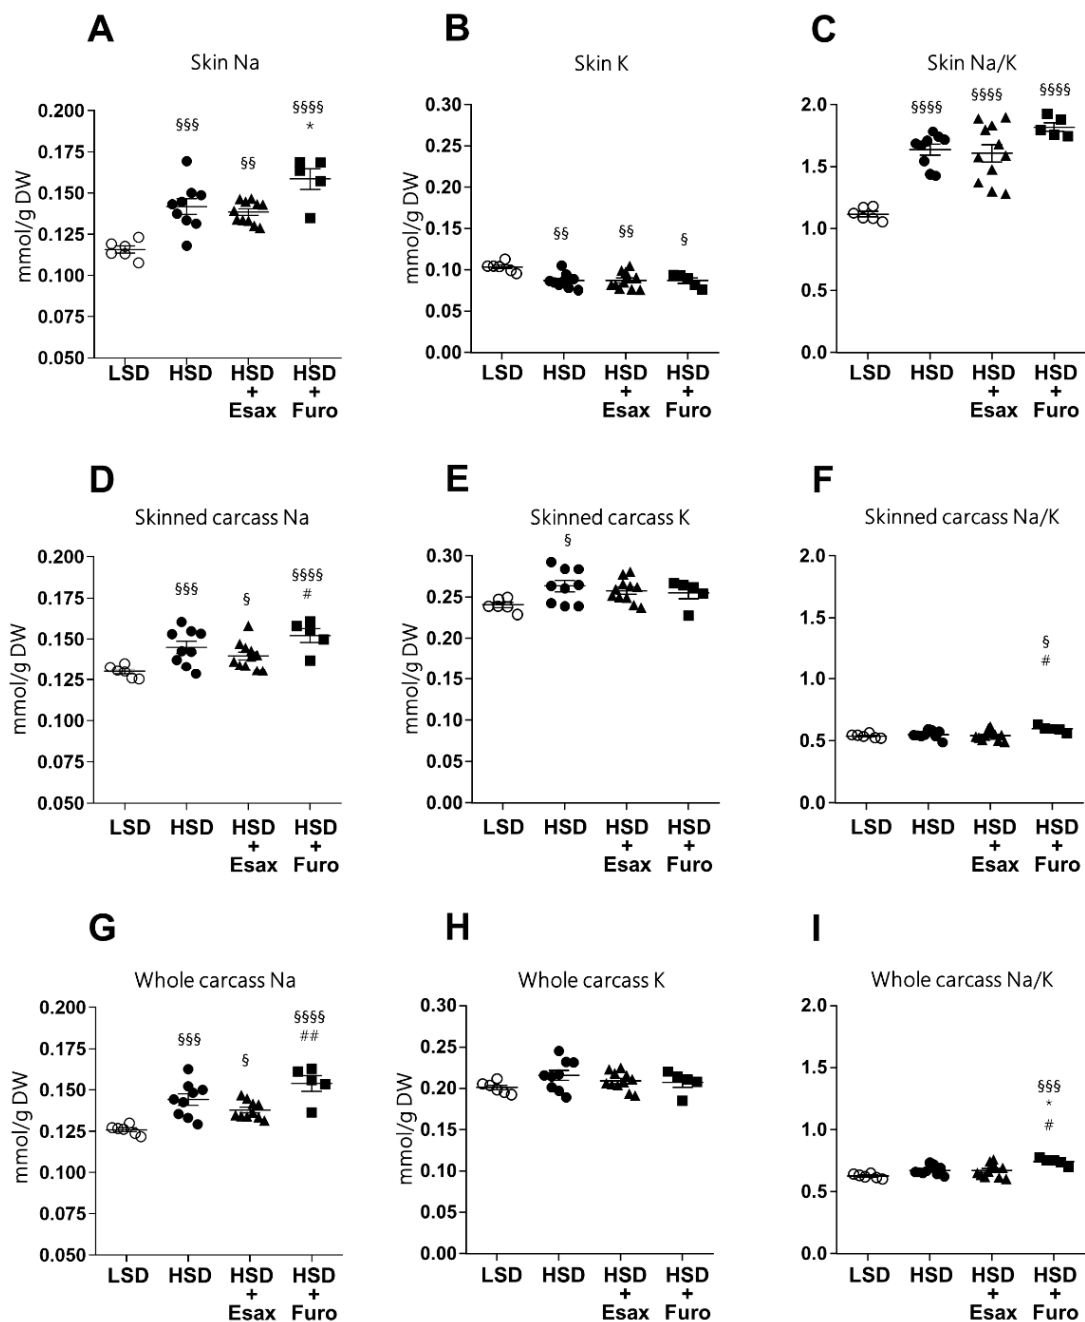 A
B
C
Skin Na
Skin K
Skin Na/K
mmol/g DW
0.200
0.175
0.150
0.125
0.100
0.075
0.050
§§§
§§
§§§§
*
LSD
HSD
HSD
+
Esax
HSD
+
Furo
0.30
0.25
0.20
0.15
0.10
0.05
0.00
§§
§§
§
LSD
HSD
HSD
+
Esax
HSD
+
Furo
2.0
1.5
1.0
0.5
0.0
§§§§
§§§§
§§§§
LSD
HSD
HSD
+
Esax
HSD
+
Furo
D
E
F
Skinned carcass Na
Skinned carcass K
Skinned carcass Na/K
mmol/g DW
0.200
0.175
0.150
0.125
0.100
0.075
0.050
§§§
§
§§§§
#
LSD
HSD
HSD
+
Esax
HSD
+
Furo
mmol/g DW
0.30
0.25
0.20
0.15
0.10
0.05
0.00
§
LSD
HSD
HSD
+
Esax
HSD
+
Furo
2.0
1.5
1.0
0.5
0.0
§
#
LSD
HSD
HSD
+
Esax
HSD
+
Furo
G
H
I
Whole carcass Na
Whole carcass K
Whole carcass Na/K
mmol/g DW
0.200
0.175
0.150
0.125
0.100
0.075
0.050
§§§
§
§§§§
##
LSD
HSD
HSD
+
Esax
HSD
+
Furo
mmol/g DW
0.30
0.25
0.20
0.15
0.10
0.05
0.00
LSD
HSD
HSD
+
Esax
HSD
+
Furo
2.0
1.5
1.0
0.5
0.0
§§§
*
#
LSD
HSD
HSD
+
Esax
HSD
+
Furo